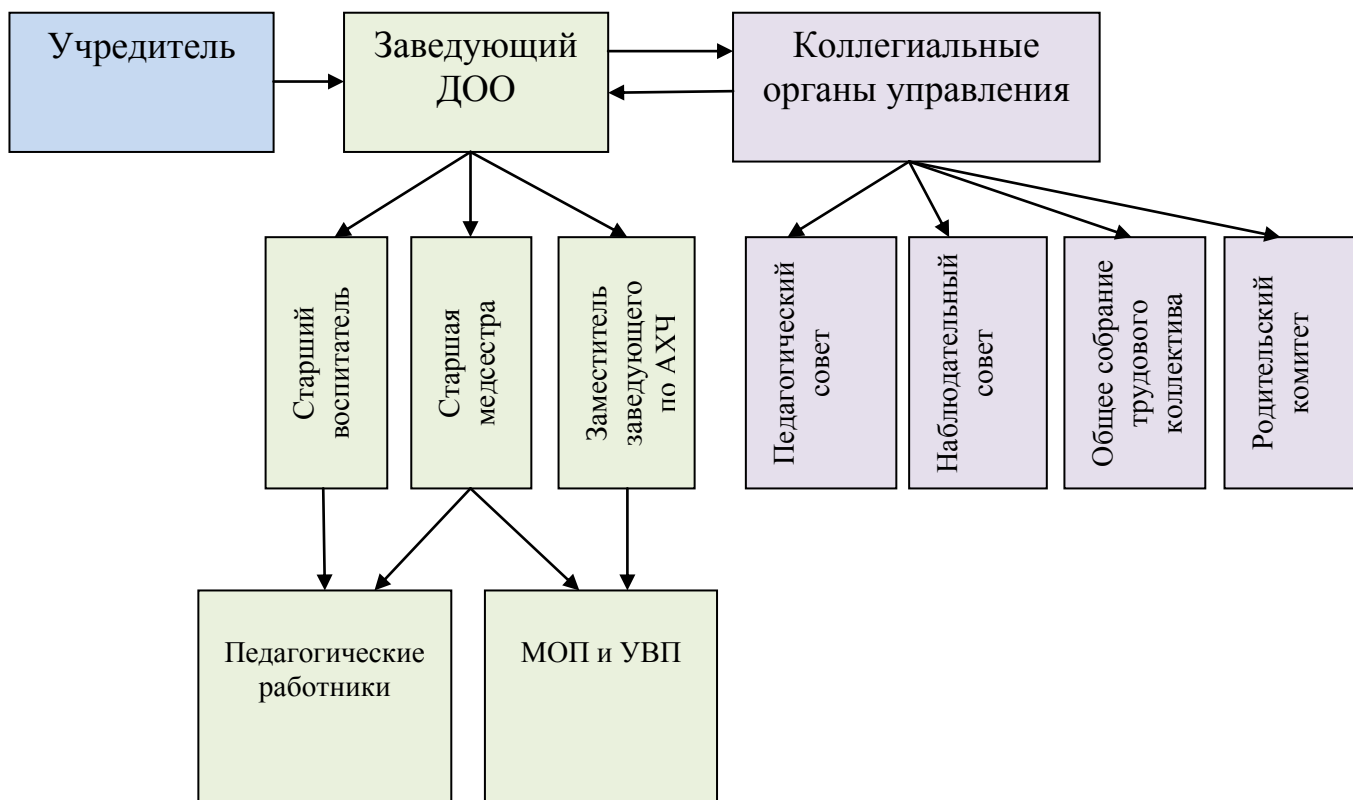 Учредитель
Заведующий
ДОО
Коллегиальные
органы управления
Старший
воспитатель
Старшая
медсестра
Заместитель
заведующего
по АХЧ
Педагогический
совет
Наблюдательный
совет
Общее собрание
трудового
коллектива
Родительский
комитет
Педагогические
работники
МОП и УВП